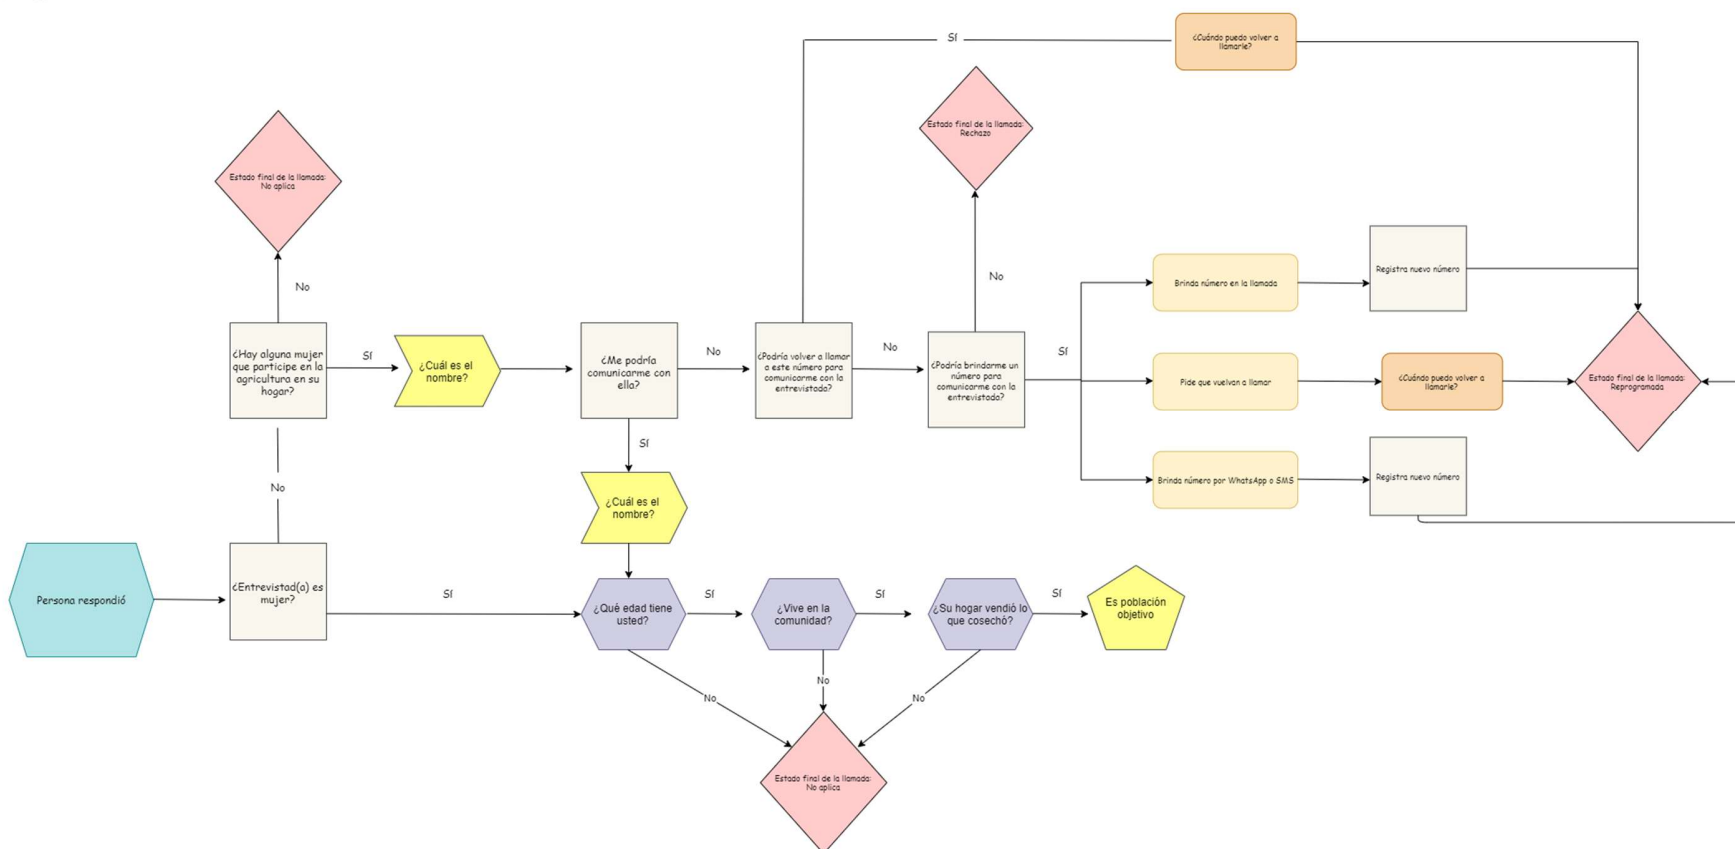 Sí
¿Cuándo puedo volver a
llamarle?
Estado final de la llamada:
Rechazo
Estado final de la llamada:
No aplica
No
No
Brinda número en la llamada
Registra nuevo número
¿Hay alguna mujer
que participe en la
agricultura en su
hogar?
Sí
¿Cuál es el
nombre?
¿Me podría
comunicarme con
ella?
No
¿Podría volver a llamar
a este número para
comunicarme con la
entrevistada?
No
¿Podría brindarme un
número para
comunicarme con la
entrevistada?
Sí
Pide que vuelvan a llamar
¿Cuándo puedo volver a
llamarle?
Estado final de la llamada:
Reprogramada
Sí
No
¿Cuál es el
nombre?
Brinda número por WhatsApp o SMS
Registra nuevo número
Persona respondió
¿Entrevistad(a) es
mujer?
Sí
¿Qué edad tiene
usted?
Sí
¿Vive en la
comunidad?
Sí
¿Su hogar vendió lo
que cosechó?
Sí
Es población
objetivo
No
No
No
Estado final de la llamada:
No aplica